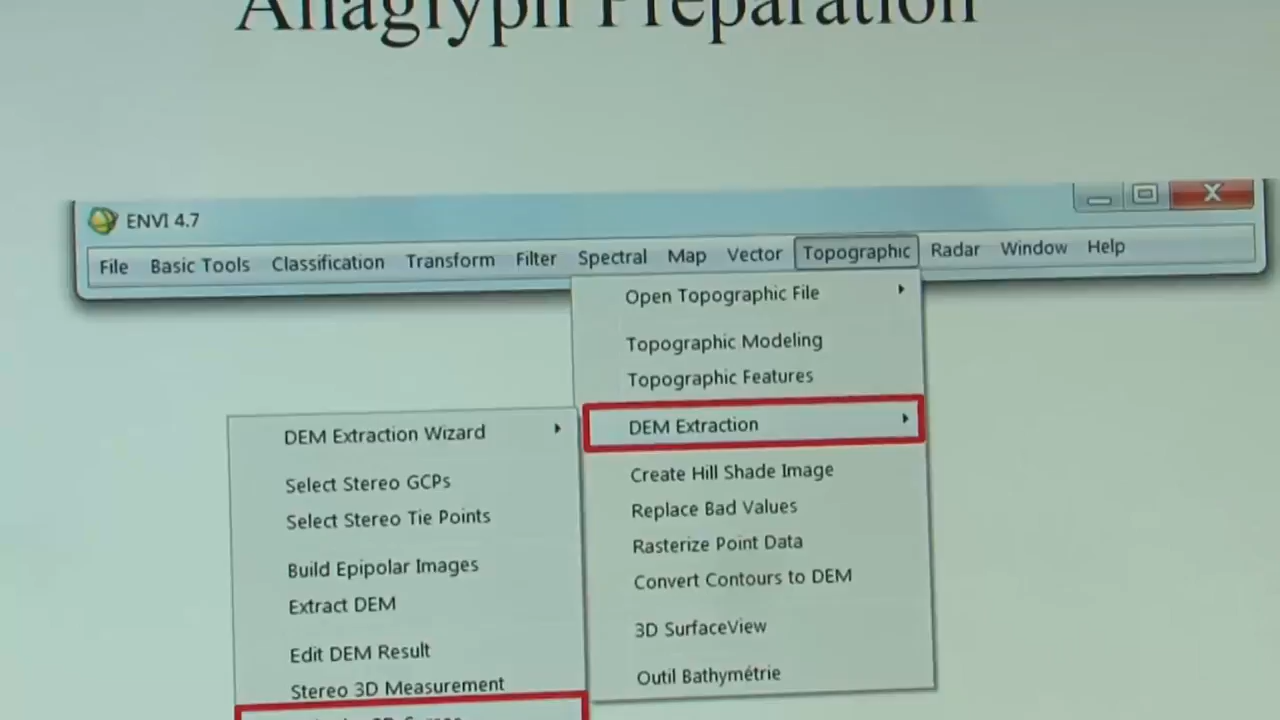 Anaglyph Preparation
ENVI 4.7
File Basic Tools Classification Transform Filter Spectral Map Vector Topographic Radar Window Help
Open Topographic File
Topographic Modeling
Topographic Features
DEM Extraction
Create Hill Shade Image
Replace Bad Values
Rasterize Point Data
Convert Contours to DEM
3D SurfaceView
Outil Bathymétrie
DEM Extraction Wizard
Select Stereo GCPs
Select Stereo Tie Points
Build Epipolar Images
Extract DEM
Edit DEM Result
Stereo 3D Measurement